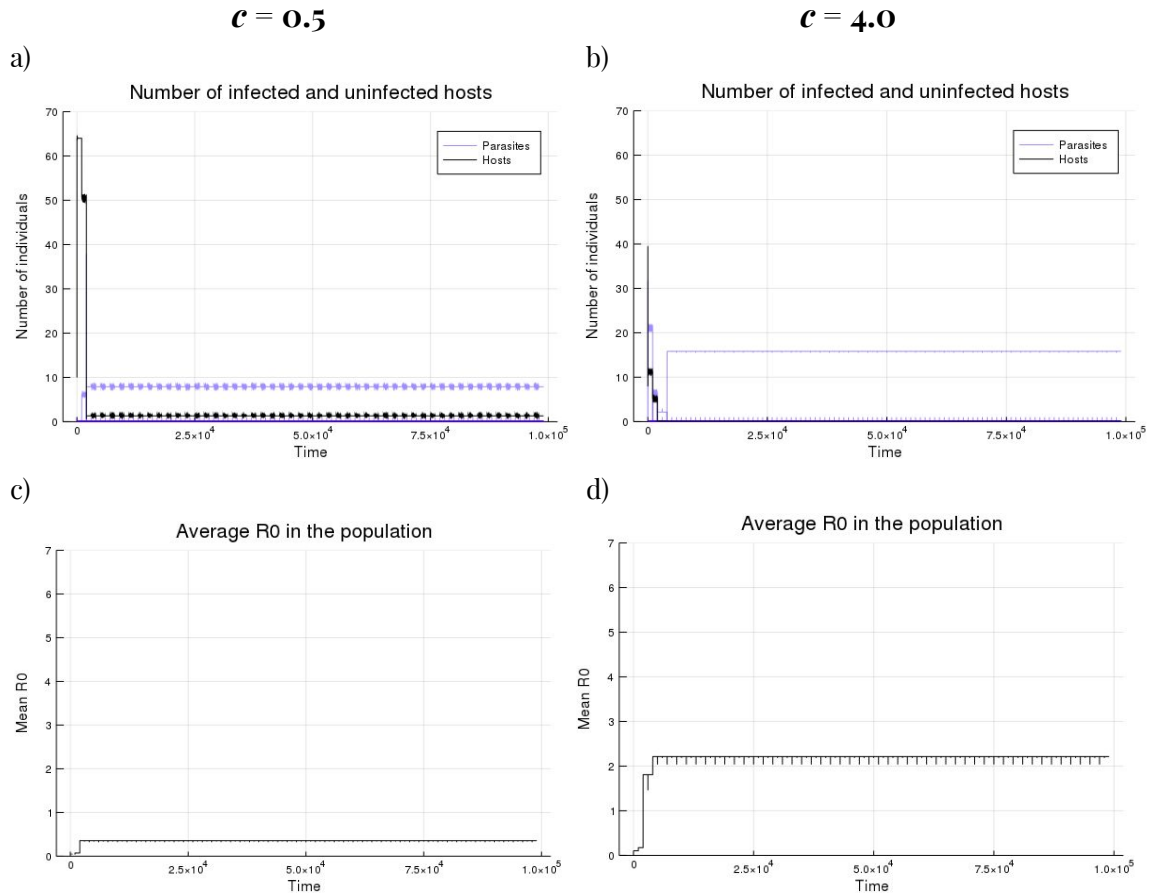 c = 0.5
c = 4.0
a)
b)
Number of infected and uninfected hosts
Number of individuals
70
60
50
40
30
20
10
0
Parasites
Hosts
0
2.5×10⁴
5.0×10⁴
7.5×10⁴
1.0×10⁵
Time
Number of infected and uninfected hosts
Number of individuals
70
60
50
40
30
20
10
0
Parasites
Hosts
0
2.5×10⁴
5.0×10⁴
7.5×10⁴
1.0×10⁵
Time
c)
d)
Average R0 in the population
Mean R0
7
6
5
4
3
2
1
0
0
2.5×10⁴
5.0×10⁴
7.5×10⁴
1.0×10⁵
Time
Average R0 in the population
Mean R0
7
6
5
4
3
2
1
0
0
2.5×10⁴
5.0×10⁴
7.5×10⁴
1.0×10⁵
Time